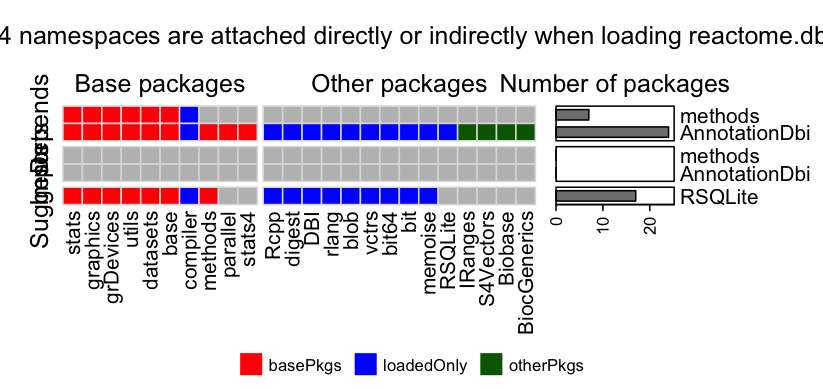 4 namespaces are attached directly or indirectly when loading reactome.db
Base packages
Other packages
Number of packages
methods
AnnotationDbi
methods
AnnotationDbi
RSQLite
stats
graphics
grDevices
utils
datasets
base
compiler
methods
parallel
stats4
Rcpp
digest
DBI
rlang
blob
vctrs
bit64
bit
memoise
RSQLite
IRanges
S4Vectors
Biobase
BiocGenerics
0
10
20
basePkgs
loadedOnly
otherPkgs